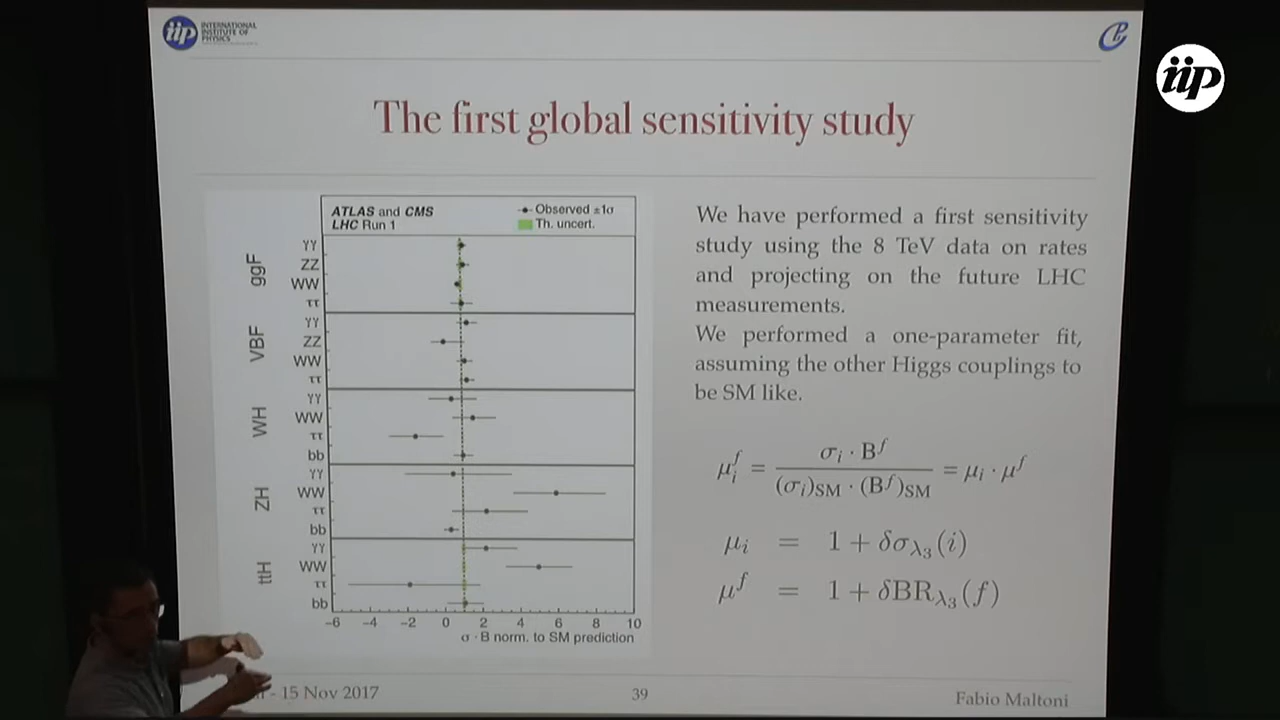 iip
INTERNATIONAL
INSTITUTE OF
PHYSICS
iip
The first global sensitivity study
ATLAS and CMS
LHC Run 1
Observed ±1σ
Th. uncert.
ggF
γγ
ZZ
WW
ττ
VBF
γγ
ZZ
WW
ττ
WH
γγ
WW
ττ
bb
ZH
γγ
WW
ττ
bb
ttH
γγ
WW
ττ
bb
−6 −4 −2 0 2 4 6 8 10
σ · B norm. to SM prediction
We have performed a first sensitivity
study using the 8 TeV data on rates
and projecting on the future LHC
measurements.
We performed a one-parameter fit,
assuming the other Higgs couplings to
be SM like.
μ_i^f = σ_i · B^f / (σ_i)_SM · (B^f)_SM = μ_i · μ^f
μ_i = 1 + δσ_λ₃(i)
μ^f = 1 + δBR_λ₃(f)
- 15 Nov 2017
39
Fabio Maltoni